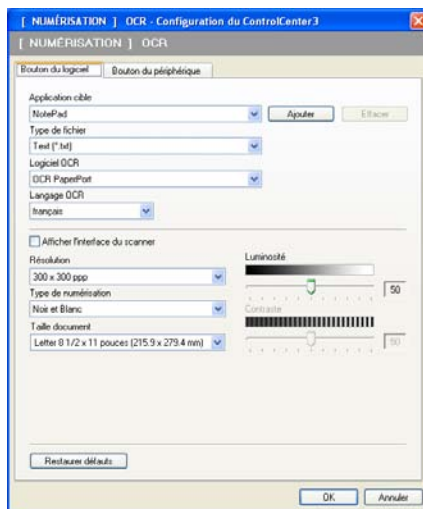 [ NUMÉRISATION ] OCR - Configuration du ControlCenter3
[ NUMÉRISATION ] OCR
Bouton du logiciel Bouton du périphérique
Application cible
NotePad Ajouter Effacer
Type de fichier
Text (*.txt)
Logiciel OCR
OCR PaperPort
Langage OCR
français
Afficher l'interface du scanner
Résolution Luminosité
300 x 300 ppp 50
Type de numérisation
Noir et Blanc Contraste
Taille document
Letter 8 1/2 x 11 pouces (215.9 x 279.4 mm) 50
Restaurer défauts
OK Annuler